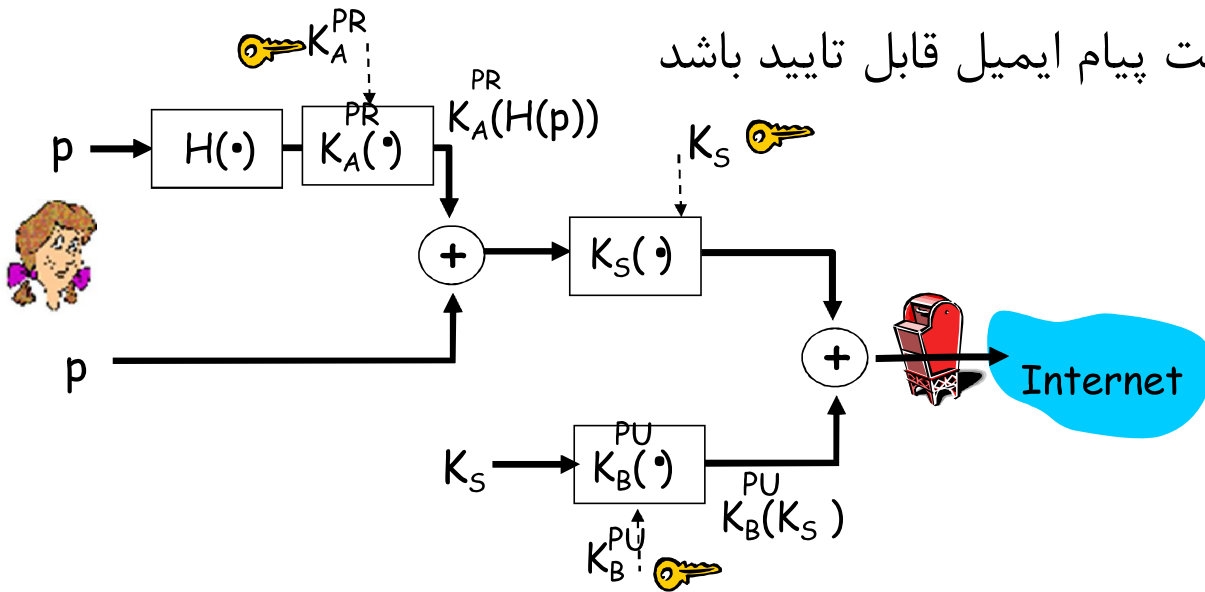 پیام ایمیل قابل تایید باشد
K_A^PR
K_A^PR(H(p))
p
H(•)
K_A^PR(•)
K_S
+
K_S(•)
p
+
Internet
K_S
K_B^PU(•)
K_B^PU(K_S )
K_B^PU